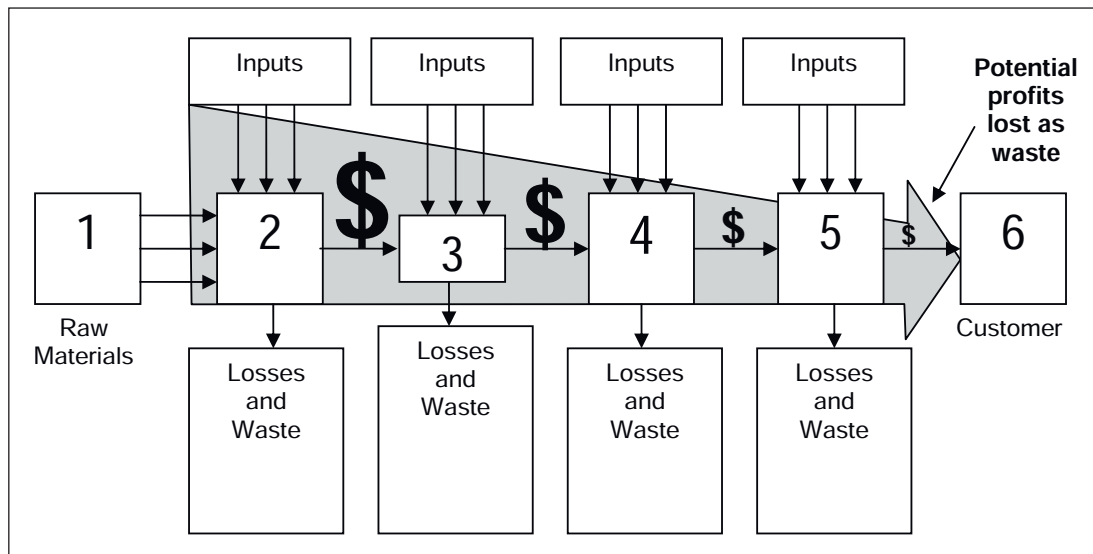 Inputs
Inputs
Inputs
Inputs
Potential
profits
lost as
waste
1
2
$
3
$
4
$
5
$
6
Raw
Materials
Customer
Losses
and
Waste
Losses
and
Waste
Losses
and
Waste
Losses
and
Waste